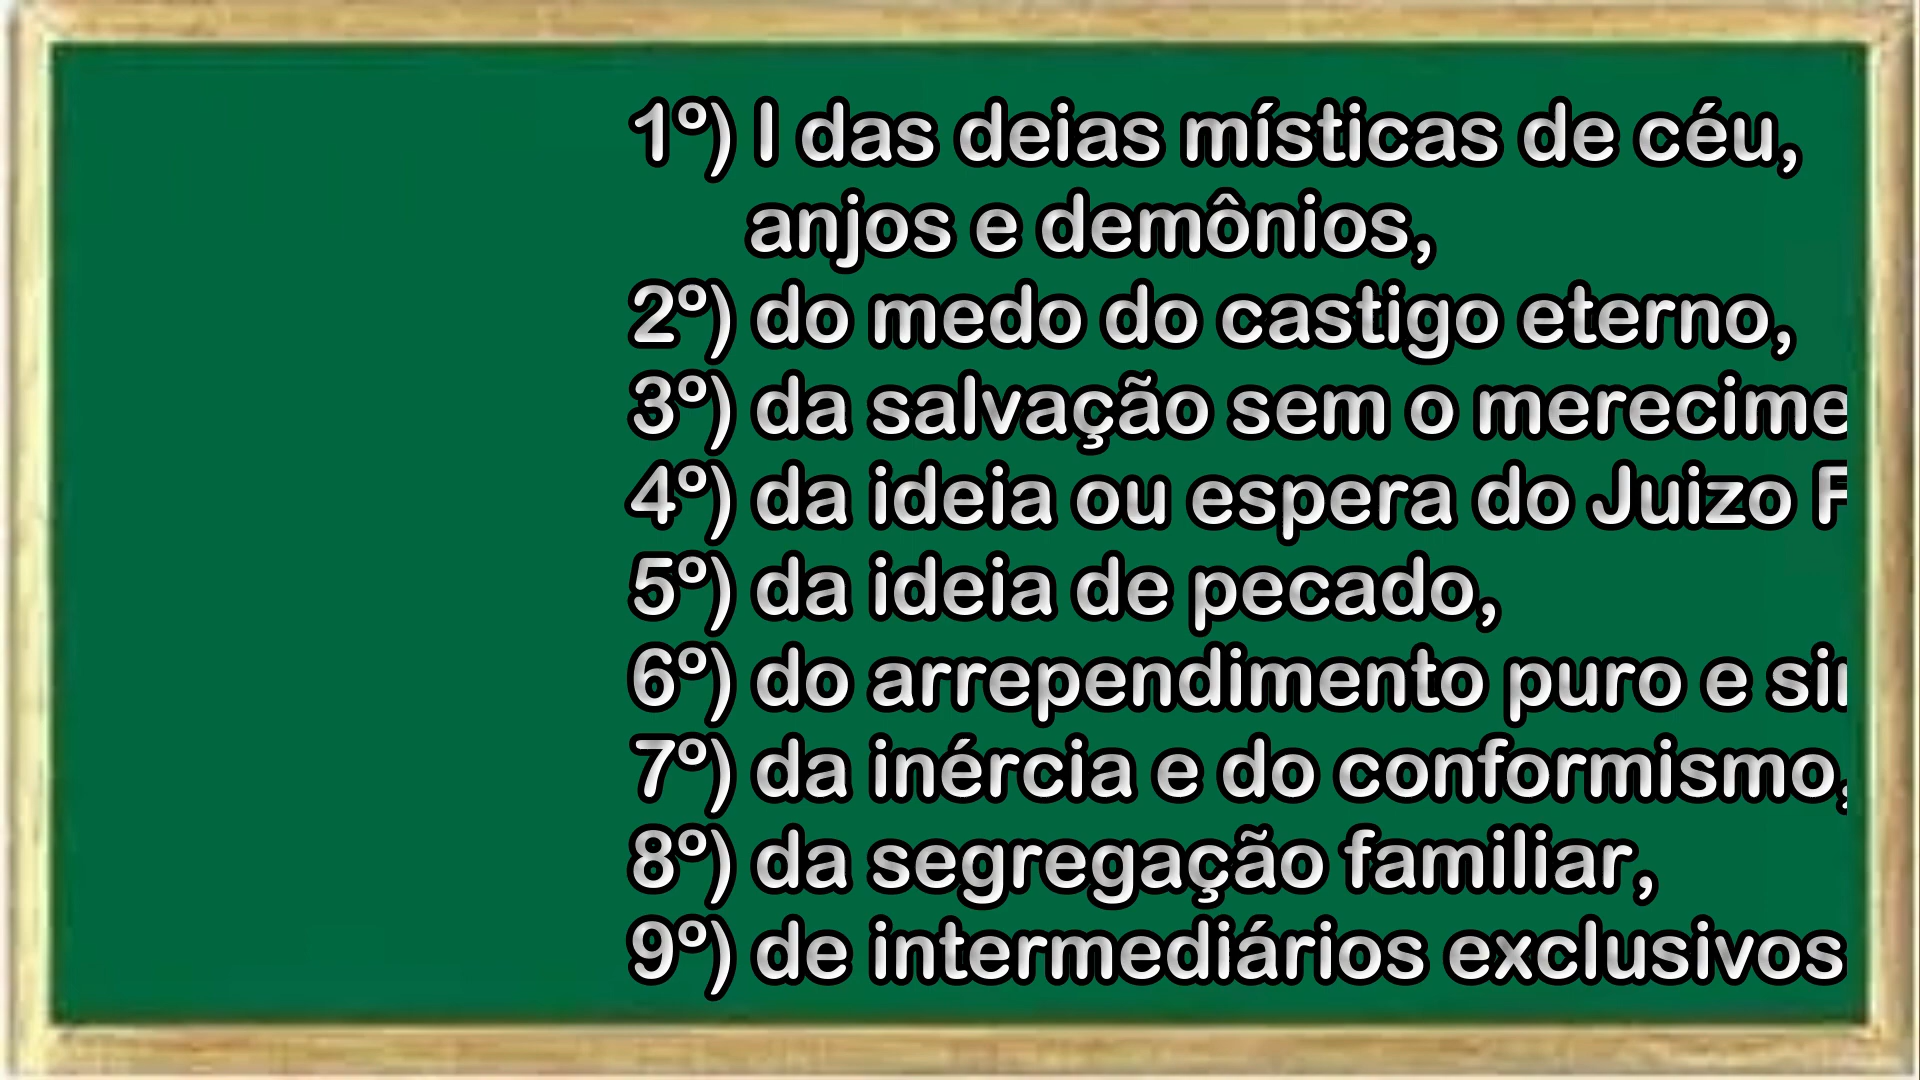 1º) I das deias místicas de céu,
anjos e demônios,
2º) do medo do castigo eterno,
3º) da salvação sem o
4º) da ideia ou espera do Juizo
5º) da ideia de pecado,
6º) do arrependimento puro e
7º) da inércia e do conformismo,
8º) da segregação familiar,
9º) de intermediários exclusivos